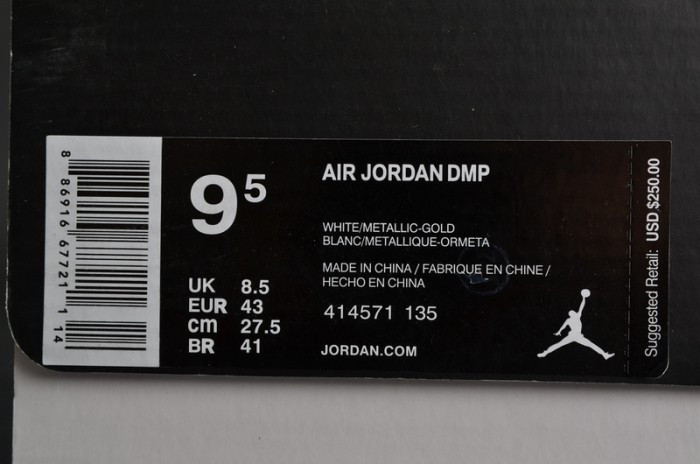 8 86916 67721 1 14
9 5
UK 8.5
EUR 43
cm 27.5
BR 41
AIR JORDAN DMP
WHITE/METALLIC-GOLD
BLANC/METALLIQUE-ORMETA
MADE IN CHINA / FABRIQUE EN CHINE /
HECHO EN CHINA
414571 135
JORDAN.COM
Suggested Retail: USD $250.00